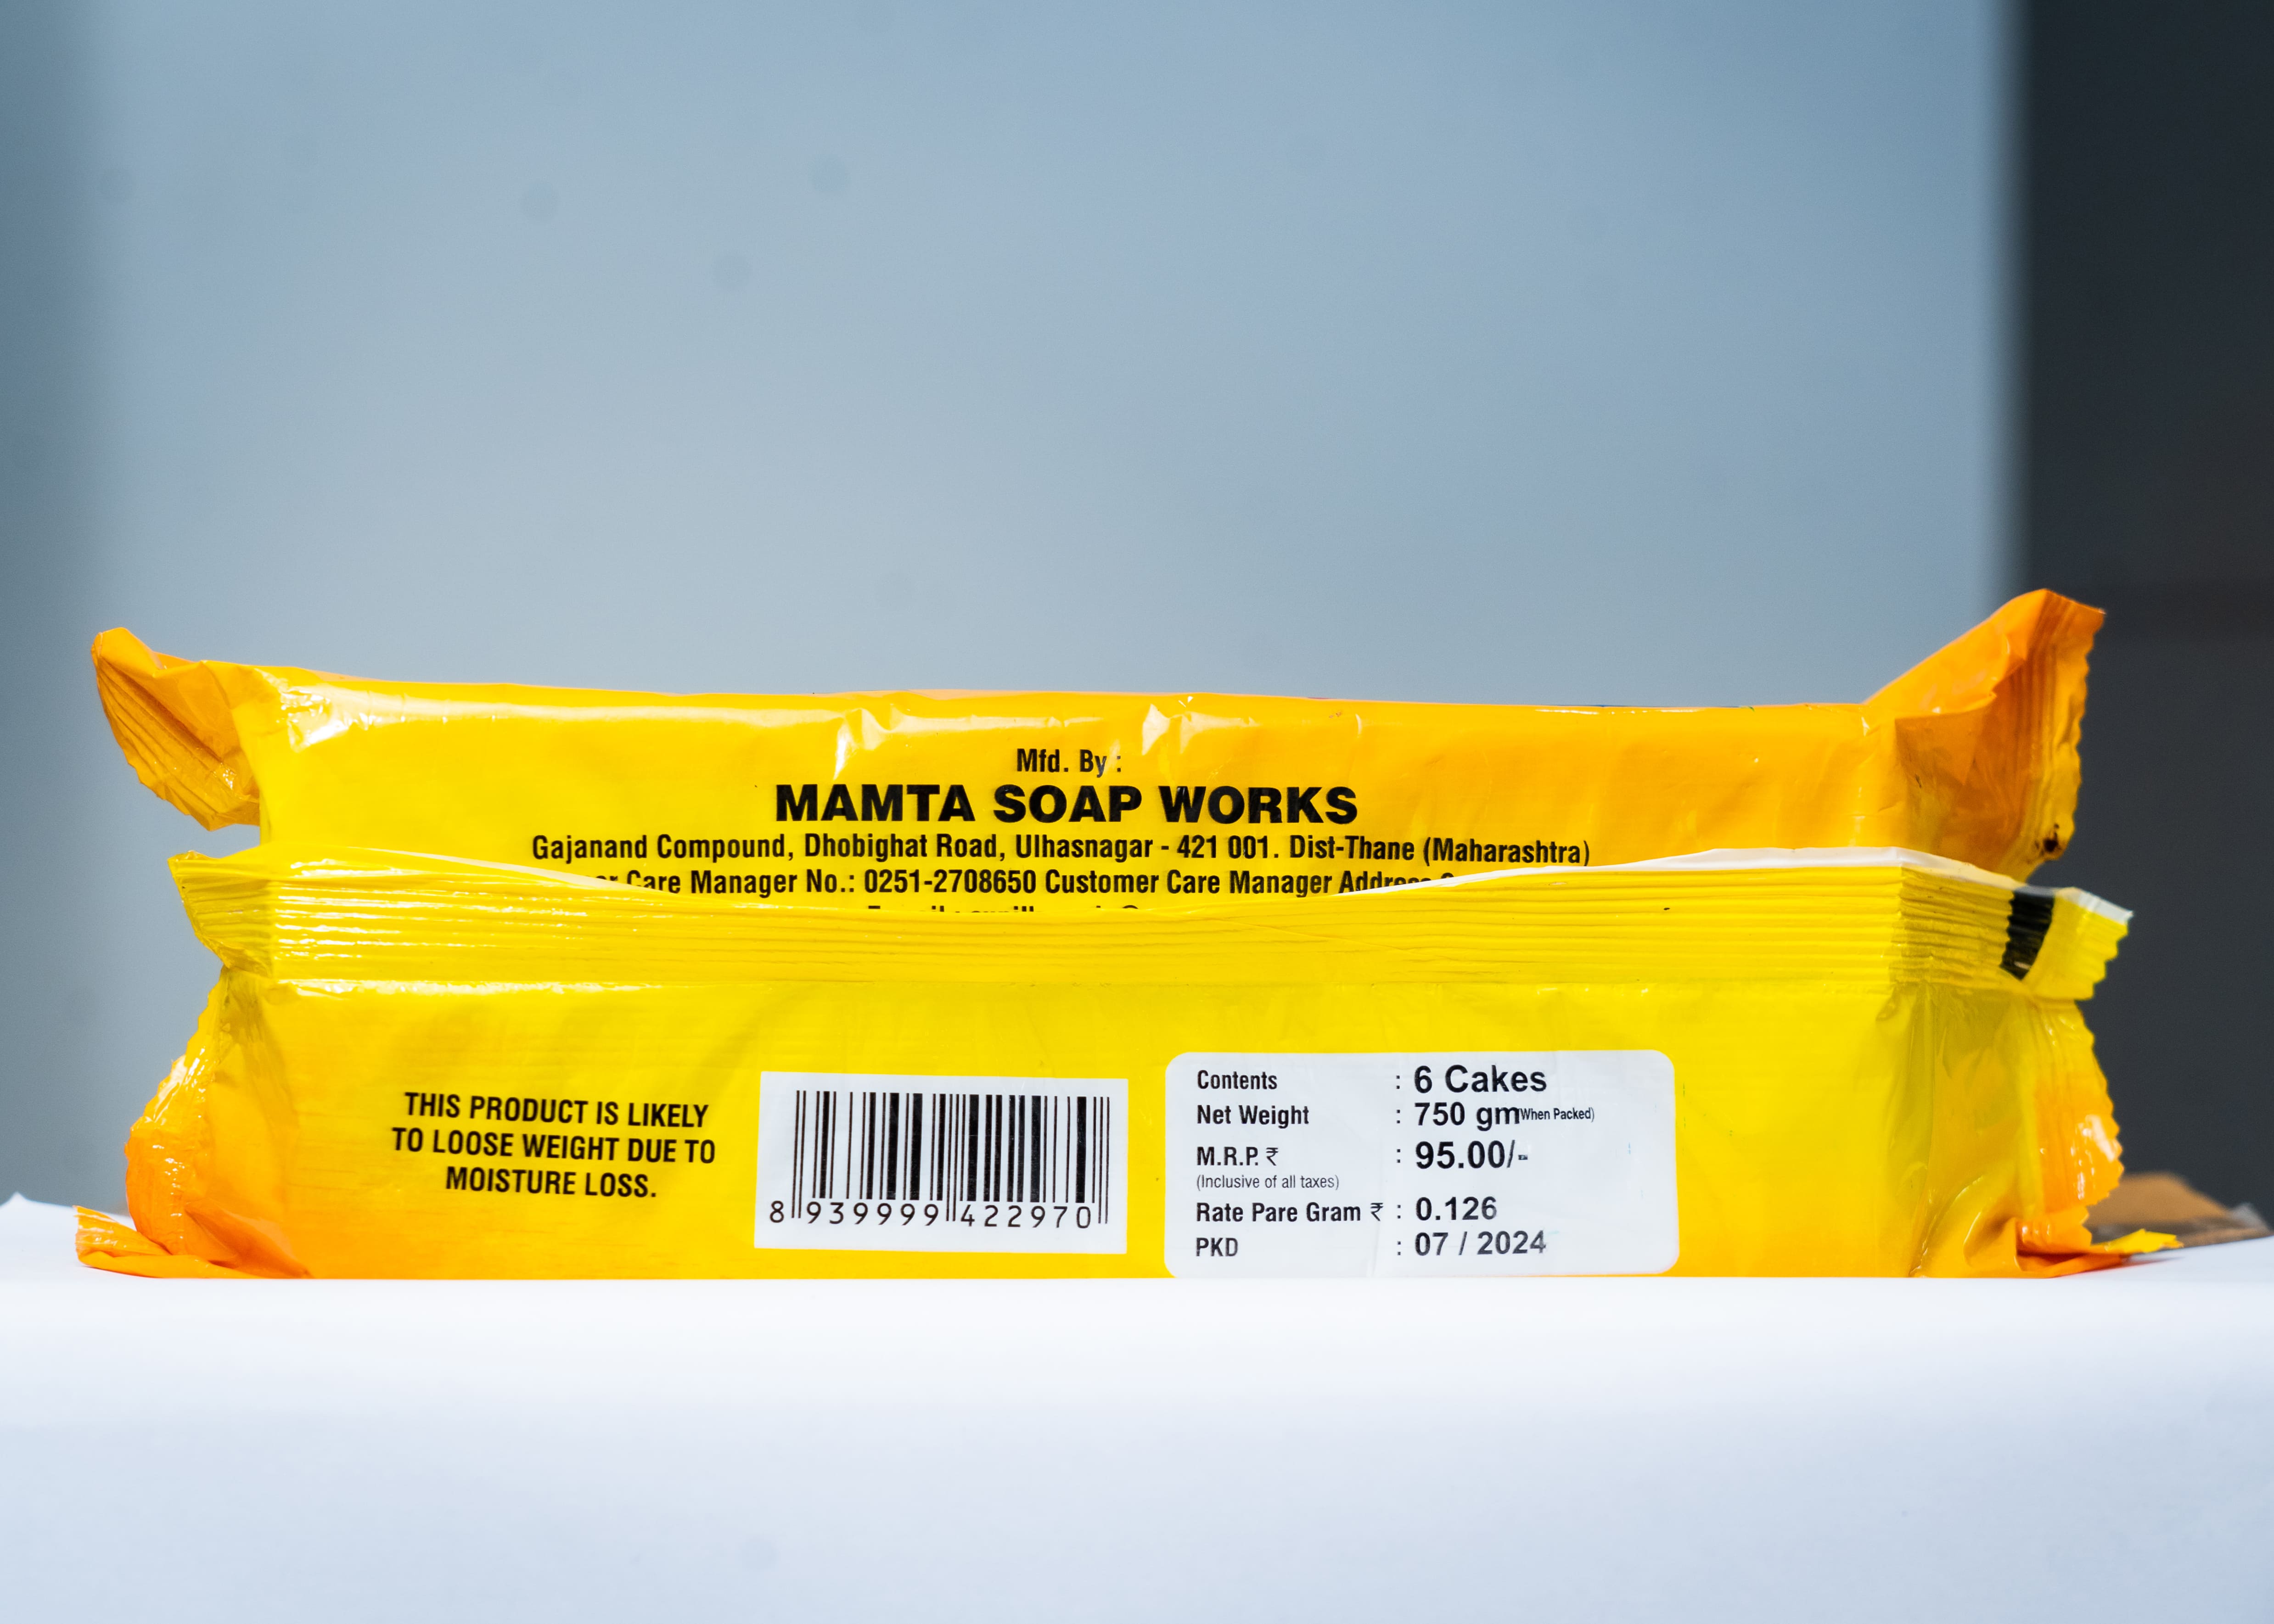 Mfd. By :
MAMTA SOAP WORKS
Gajanand Compound, Dhobighat Road, Ulhasnagar - 421 001. Dist-Thane (Maharashtra)
Care Manager No.: 0251-2708650 Customer Care Manager Address
THIS PRODUCT IS LIKELY
TO LOOSE WEIGHT DUE TO
MOISTURE LOSS.
8 939999 422970
Contents : 6 Cakes
Net Weight : 750 gm(When Packed)
M.R.P. ₹ : 95.00/-
(Inclusive of all taxes)
Rate Pare Gram ₹ : 0.126
PKD : 07 / 2024